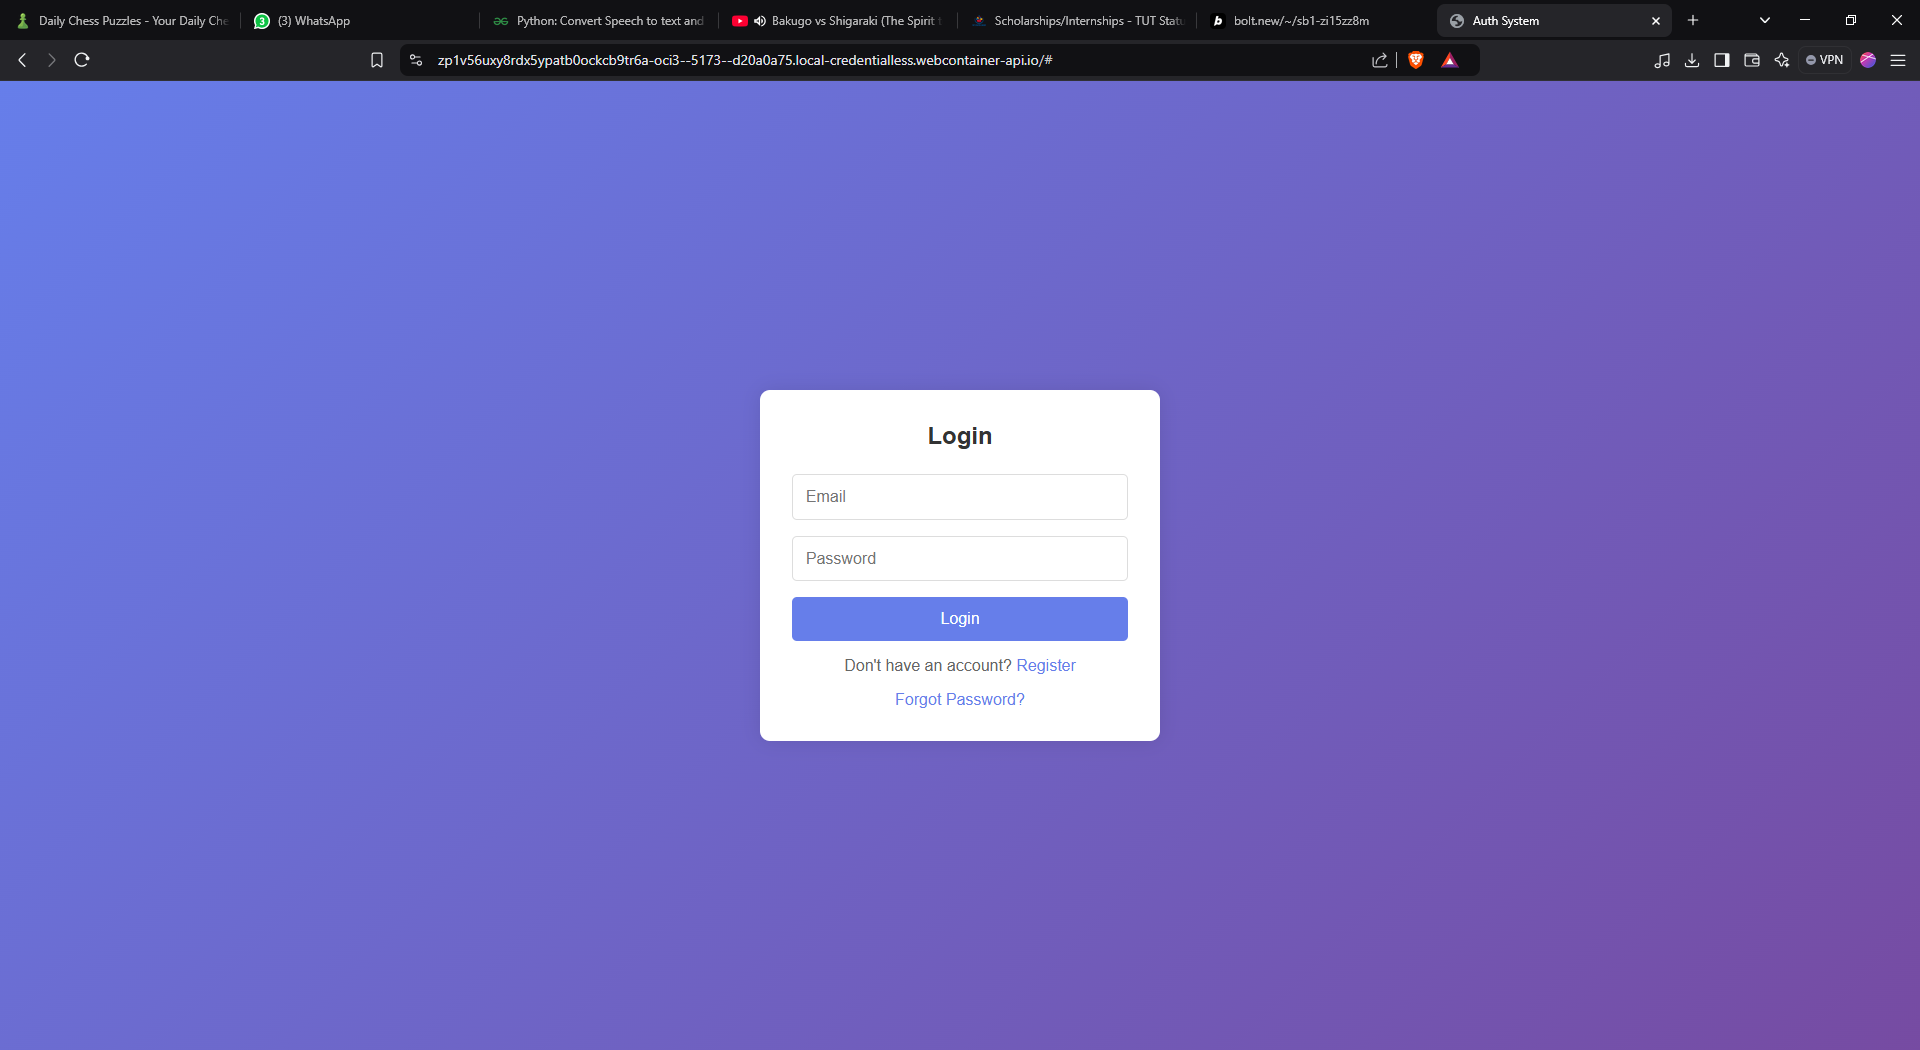 Daily Chess Puzzles - Your Daily Che
3 (3) WhatsApp
Python: Convert Speech to text and
Bakugo vs Shigaraki (The Spirit
Scholarships/Internships - TUT Statu
b bolt.new/~/sb1-zi15zz8m
Auth System
zp1v56uxy8rdx5ypatb0ockcb9tr6a-oci3--5173--d20a0a75.local-credentialless.webcontainer-api.io/#
VPN
Login
Email
Password
Login
Don't have an account? Register
Forgot Password?